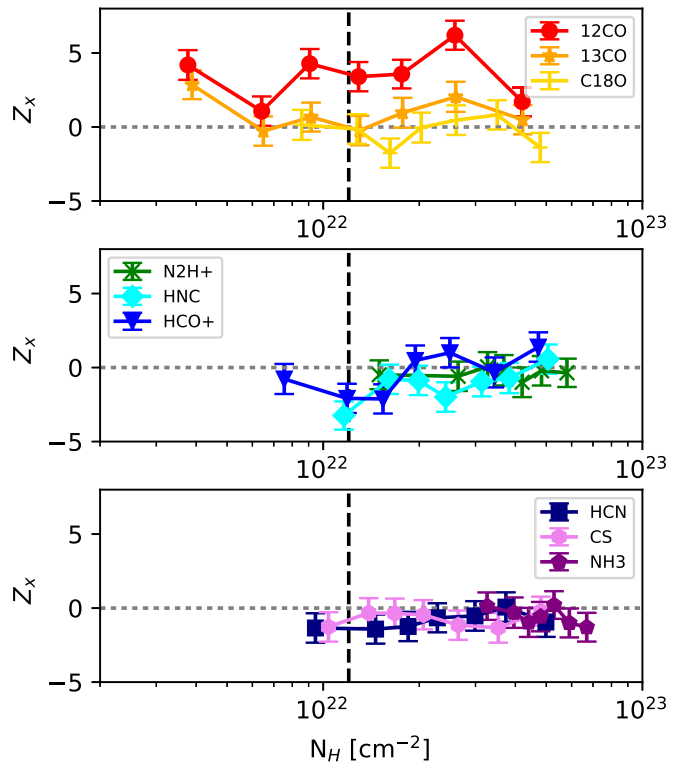 12CO
13CO
C18O
5
0
−5
Z_x
10^22
10^23
N2H+
HNC
HCO+
5
0
−5
Z_x
10^22
10^23
HCN
CS
NH3
5
0
−5
Z_x
10^22
10^23
N_H [cm^−2]